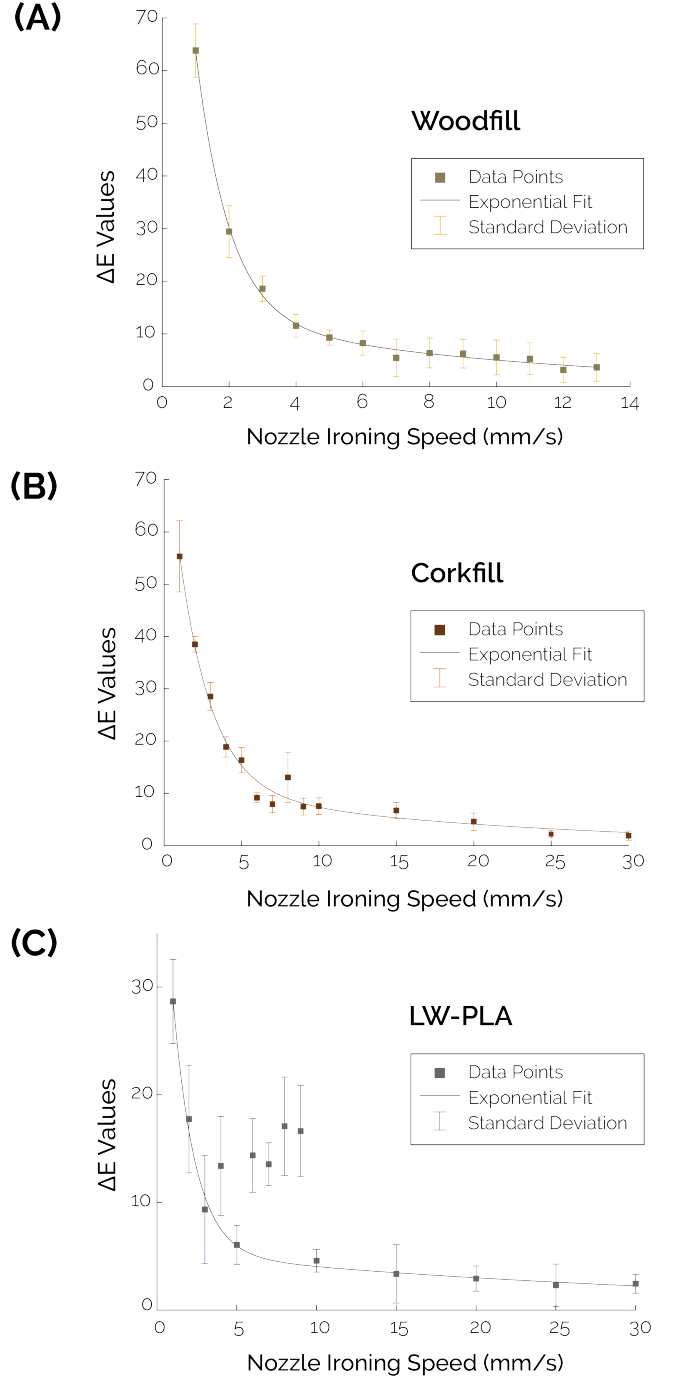 (A)
70
60
50
40
30
20
10
0
0 2 4 6 8 10 12 14
ΔE Values
Nozzle Ironing Speed (mm/s)
Woodfill
Data Points
Exponential Fit
Standard Deviation
(B)
70
60
50
40
30
20
10
0
0 5 10 15 20 25 30
ΔE Values
Nozzle Ironing Speed (mm/s)
Corkfill
Data Points
Exponential Fit
Standard Deviation
(C)
30
20
10
0
0 5 10 15 20 25 30
ΔE Values
Nozzle Ironing Speed (mm/s)
LW-PLA
Data Points
Exponential Fit
Standard Deviation